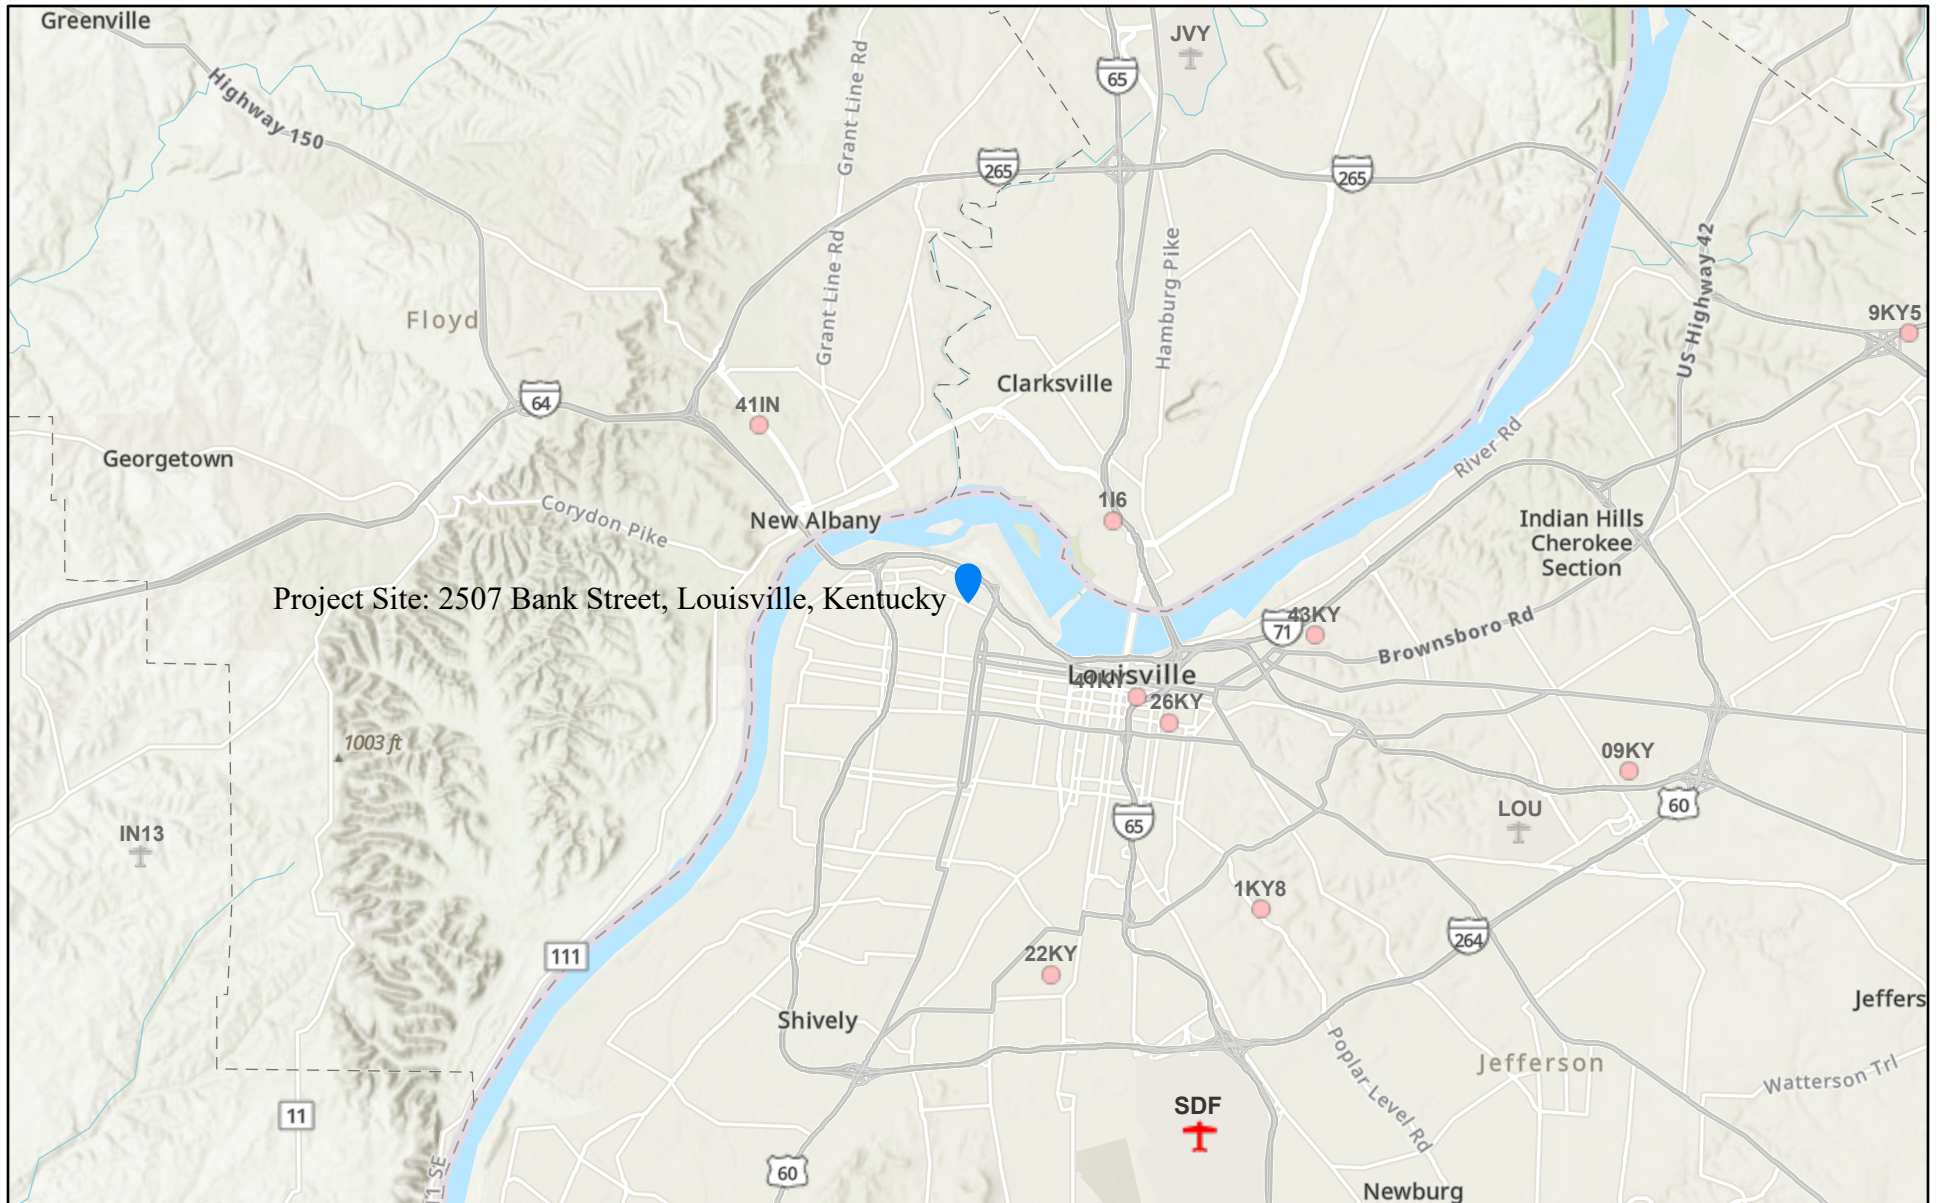 Greenville
JVY
65
Highway 150
Grant Line Rd
265
265
Hamburg Pike
Grant Line Rd
US Highway 42
Floyd
9KY5
64
41IN
Clarksville
Georgetown
River Rd
Corydon Pike
New Albany
1I6
Indian Hills
Cherokee
Section
Project Site: 2507 Bank Street, Louisville, Kentucky
71
43KY
Brownsboro Rd
Louisville
26KY
1003 ft
09KY
60
LOU
IN13
65
1KY8
264
111
22KY
Jeffers
Shively
Poplar Level Rd
Jefferson
Watterson Trl
11
SDF
60
Newburg